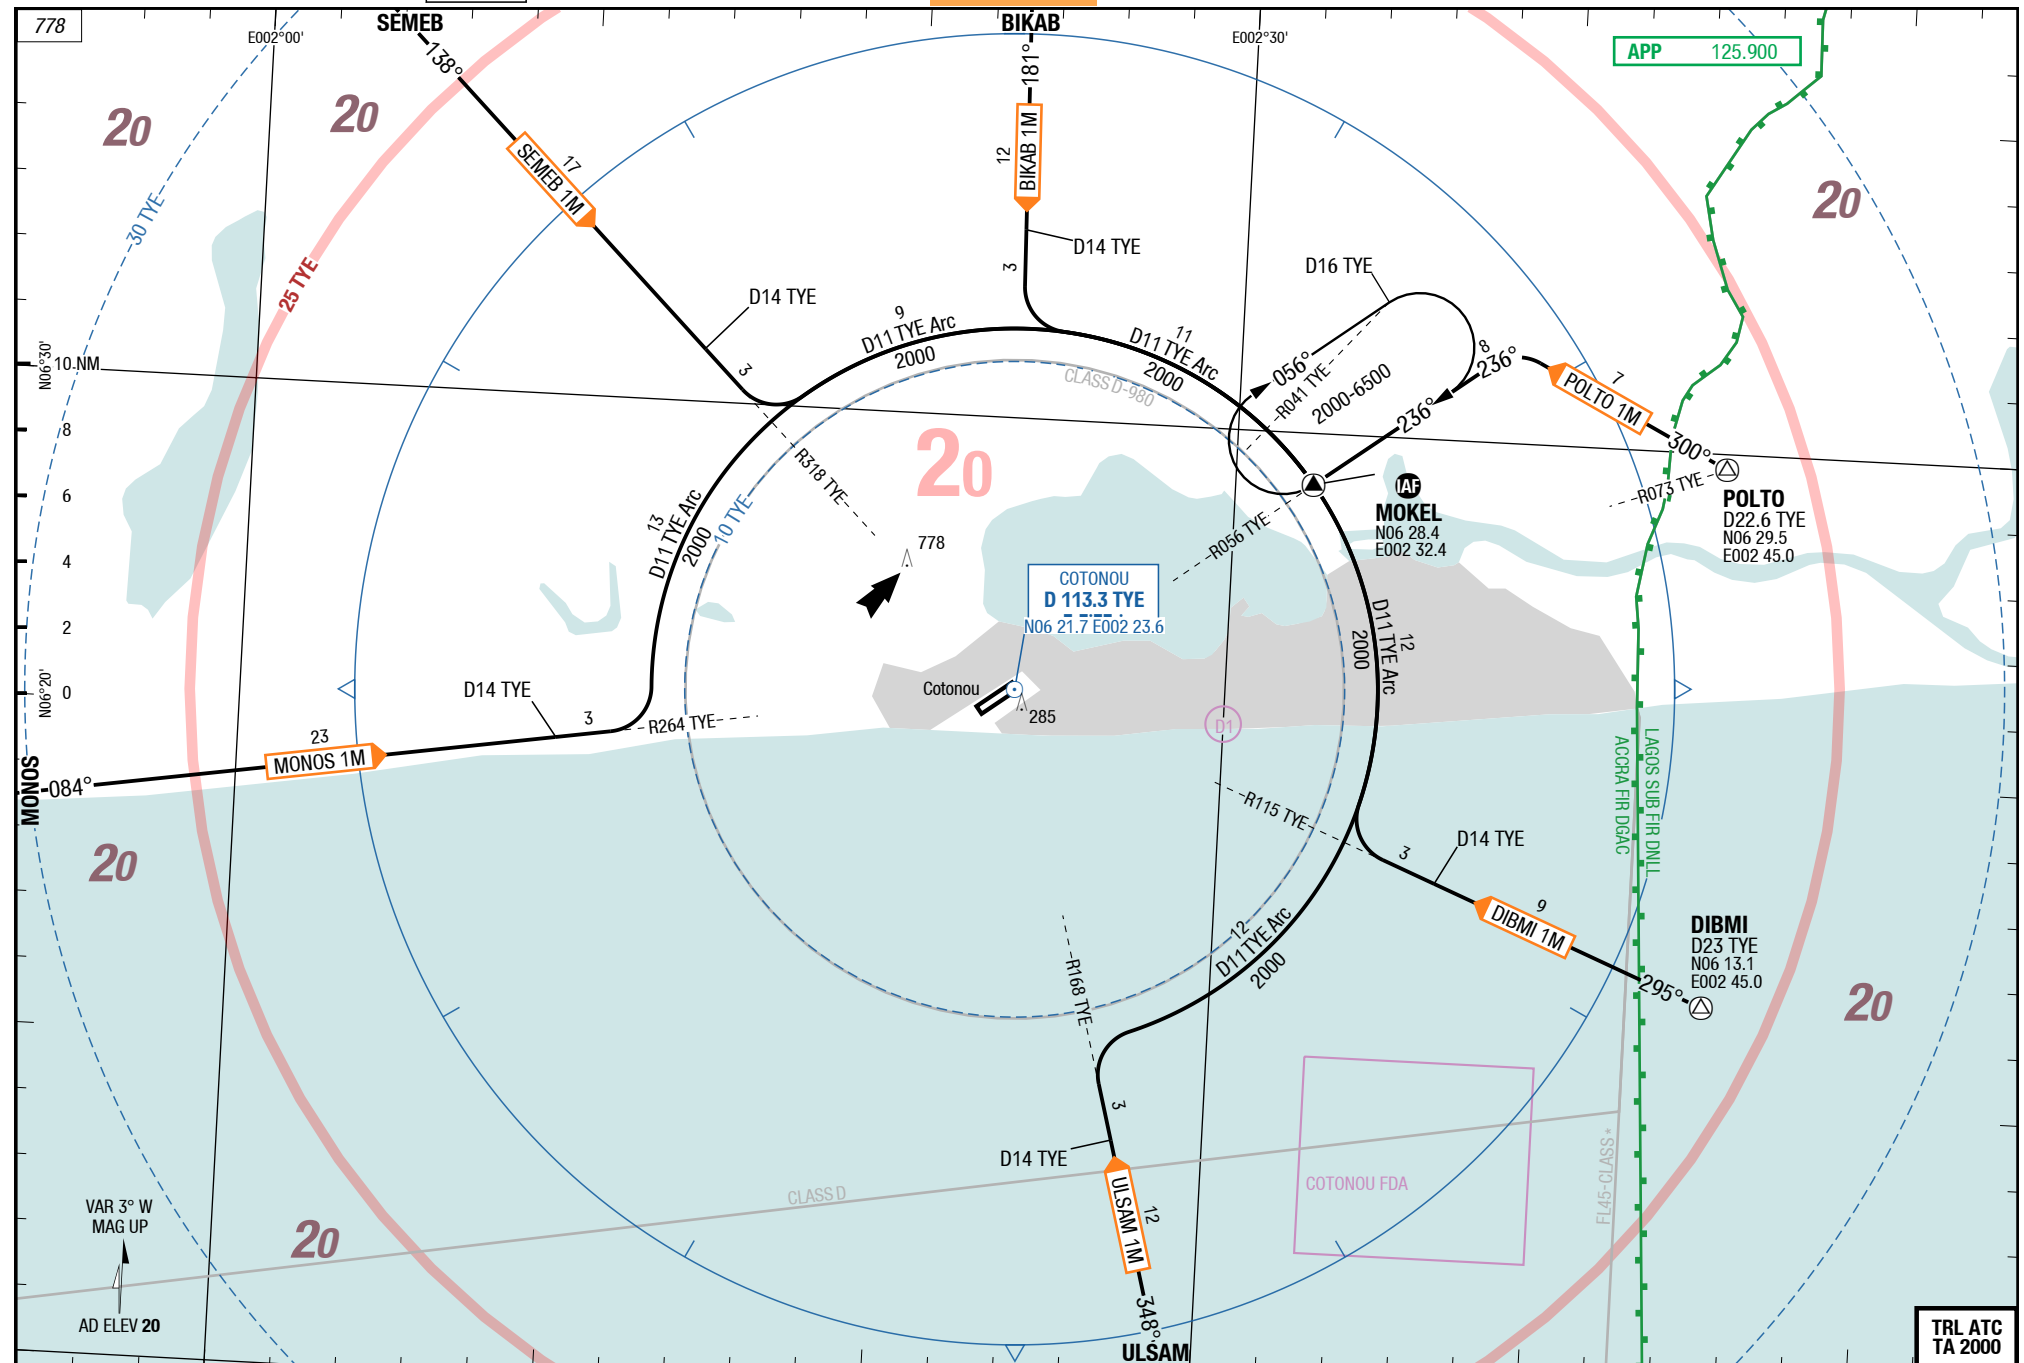 778
SEMEB
BIKAB
E002°00'
E002°30'
APP 125.900
138°
181°
20
20
20
17
SEMEB 1M
12
BIKAB 1M
30 TYE
25 TYE
D14 TYE
3
D14 TYE
3
D16 TYE
9
D11 TYE Arc
2000
11
D11 TYE Arc
2000
CLASS D-980
056°
R041 TYE
2000-6500
8
236°
236°
7
POLTO 1M
300°
R073 TYE
POLTO
D22.6 TYE
N06 29.5
E002 45.0
N06°30'
10 NM
8
6
4
2
0
N06°20'
20
R318 TYE
13
D11 TYE Arc
2000
10 TYE
IAF
MOKEL
N06 28.4
E002 32.4
R056 TYE
778
COTONOU
D 113.3 TYE
N06 21.7 E002 23.6
12
D11 TYE Arc
2000
Cotonou
285
D1
D14 TYE
3
R264 TYE
23
MONOS 1M
084°
MONOS
20
LAGOS SUB FIR DNLL
ACCRA FIR DGAC
R115 TYE
3
D14 TYE
9
DIBMI 1M
295°
DIBMI
D23 TYE
N06 13.1
E002 45.0
20
12
D11 TYE Arc
2000
R168 TYE
3
D14 TYE
12
ULSAM 1M
348°
ULSAM
CLASS D
COTONOU FDA
FL45-CLASS *
VAR 3° W
MAG UP
AD ELEV 20
20
TRL ATC
TA 2000